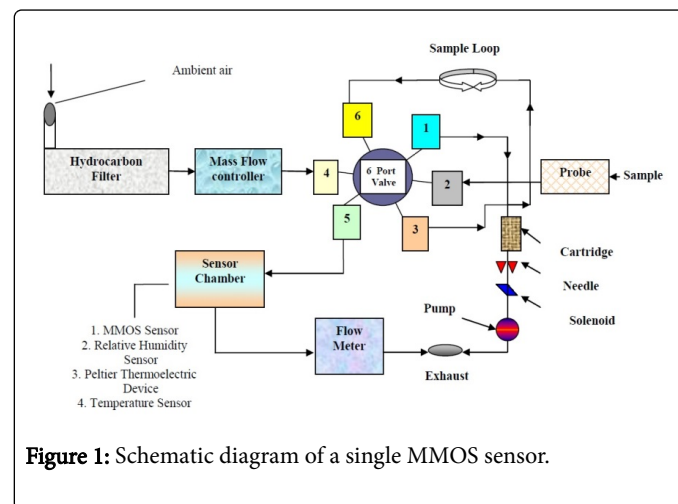 Sample Loop
Ambient air
6
1
Hydrocarbon
Filter
Mass Flow
controller
4
6 Port
Valve
2
Probe
Sample
5
3
Cartridge
Sensor
Chamber
Needle
Solenoid
Pump
1. MMOS Sensor
2. Relative Humidity
Sensor
3. Peltier Thermoelectric
Device
4. Temperature Sensor
Flow
Meter
Exhaust
Figure 1: Schematic diagram of a single MMOS sensor.